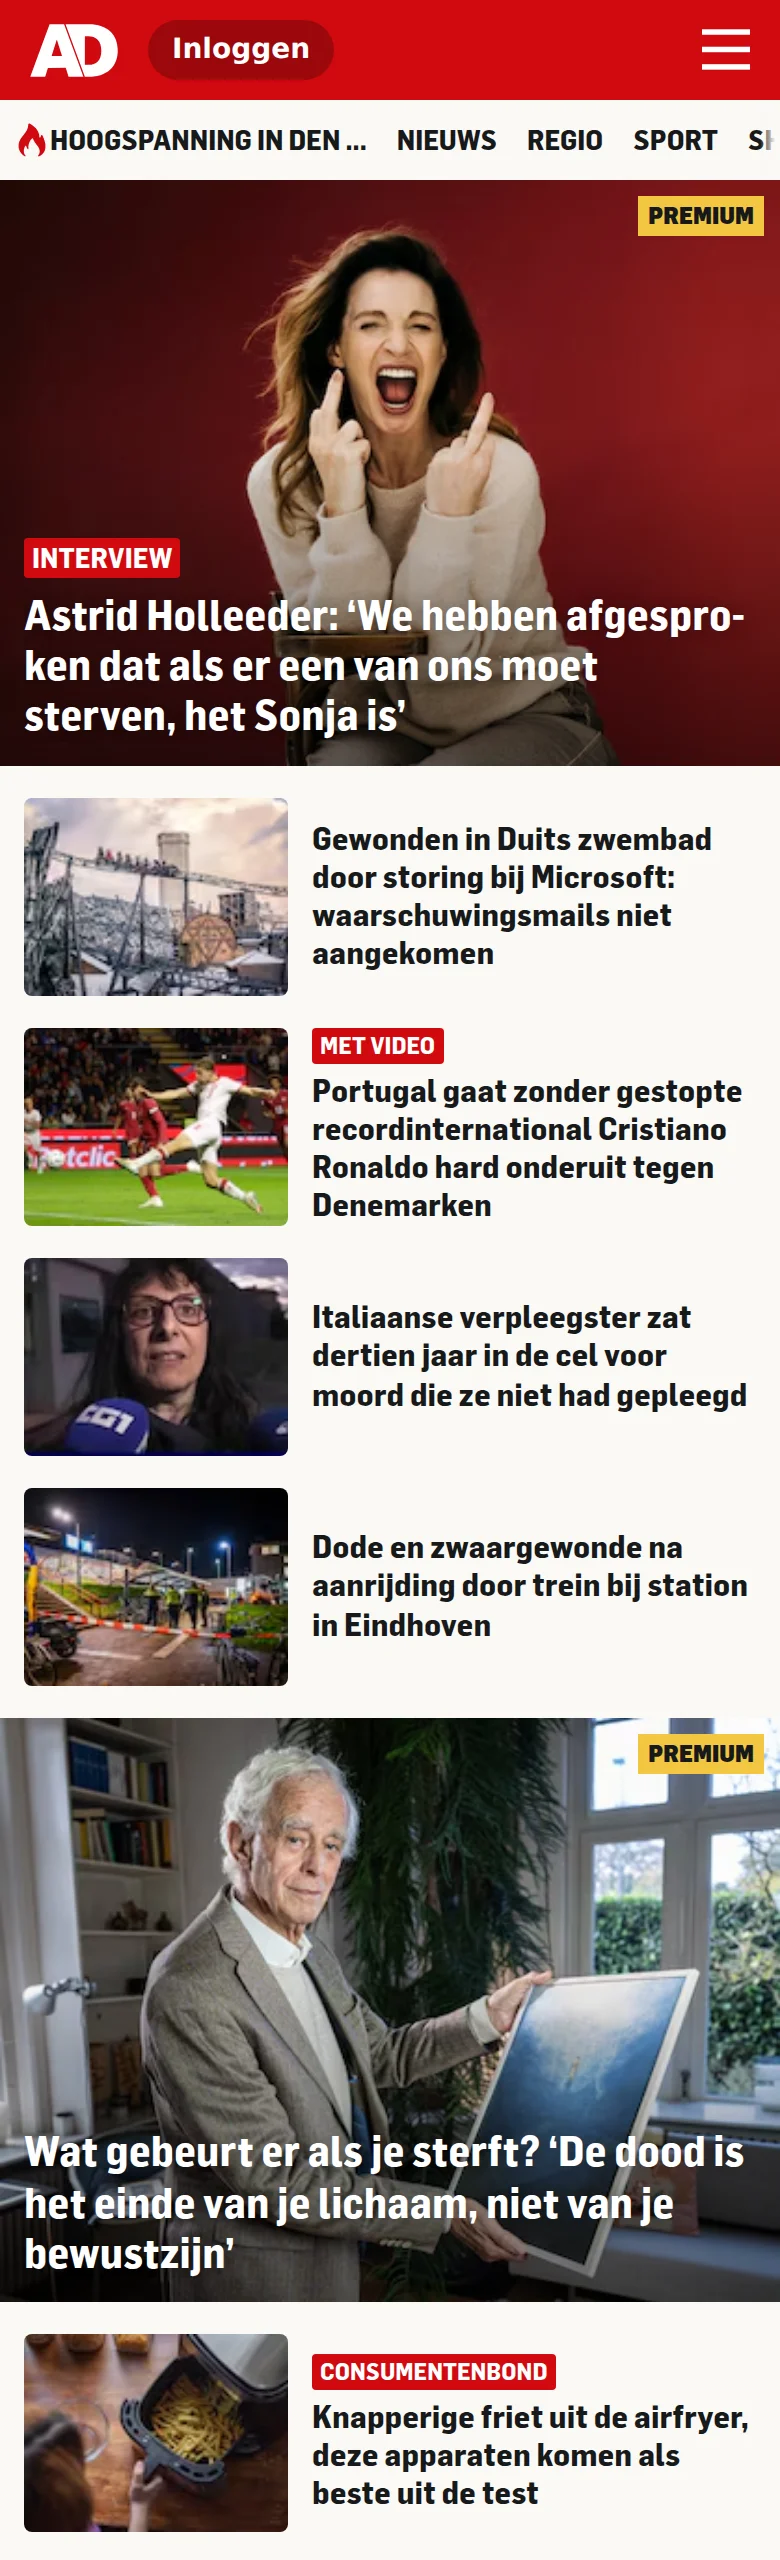 AD
Inloggen
HOOGSPANNING IN DEN ...
NIEUWS
REGIO
SPORT
PREMIUM
INTERVIEW
Astrid Holleeder: ‘We hebben afgespro-
ken dat als er een van ons moet
sterven, het Sonja is’
Gewonden in Duits zwembad
door storing bij Microsoft:
waarschuwingsmails niet
aangekomen
MET VIDEO
Portugal gaat zonder gestopte
recordinternational Cristiano
Ronaldo hard onderuit tegen
Denemarken
Italiaanse verpleegster zat
dertien jaar in de cel voor
moord die ze niet had gepleegd
Dode en zwaargewonde na
aanrijding door trein bij station
in Eindhoven
PREMIUM
Wat gebeurt er als je sterft? ‘De dood is
het einde van je lichaam, niet van je
bewustzijn’
CONSUMENTENBOND
Knapperige friet uit de airfryer,
deze apparaten komen als
beste uit de test